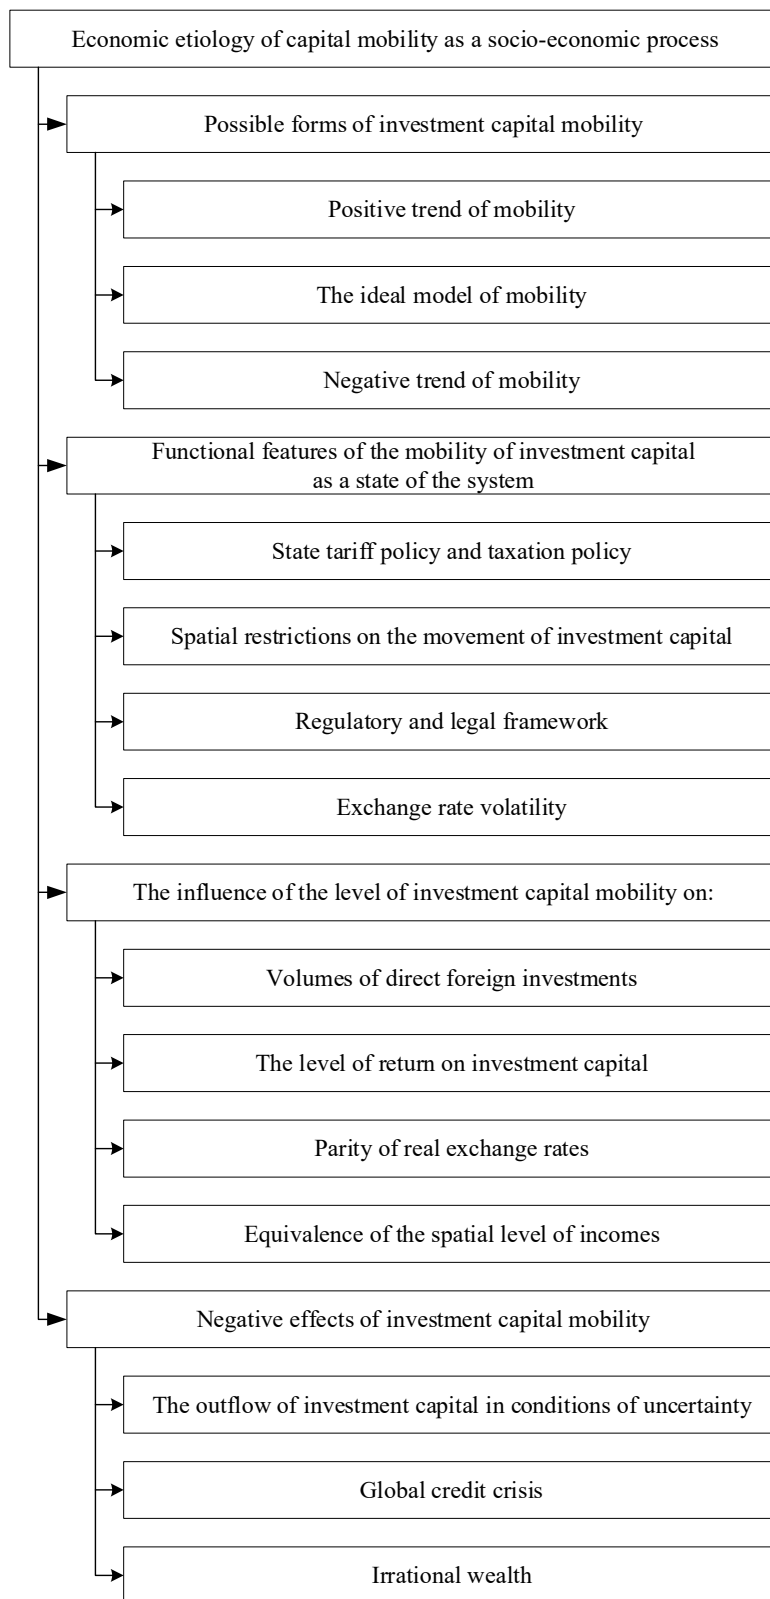 Economic etiology of capital mobility as a socio-economic process
Possible forms of investment capital mobility
Positive trend of mobility
The ideal model of mobility
Negative trend of mobility
Functional features of the mobility of investment capital
as a state of the system
State tariff policy and taxation policy
Spatial restrictions on the movement of investment capital
Regulatory and legal framework
Exchange rate volatility
The influence of the level of investment capital mobility on:
Volumes of direct foreign investments
The level of return on investment capital
Parity of real exchange rates
Equivalence of the spatial level of incomes
Negative effects of investment capital mobility
The outflow of investment capital in conditions of uncertainty
Global credit crisis
Irrational wealth